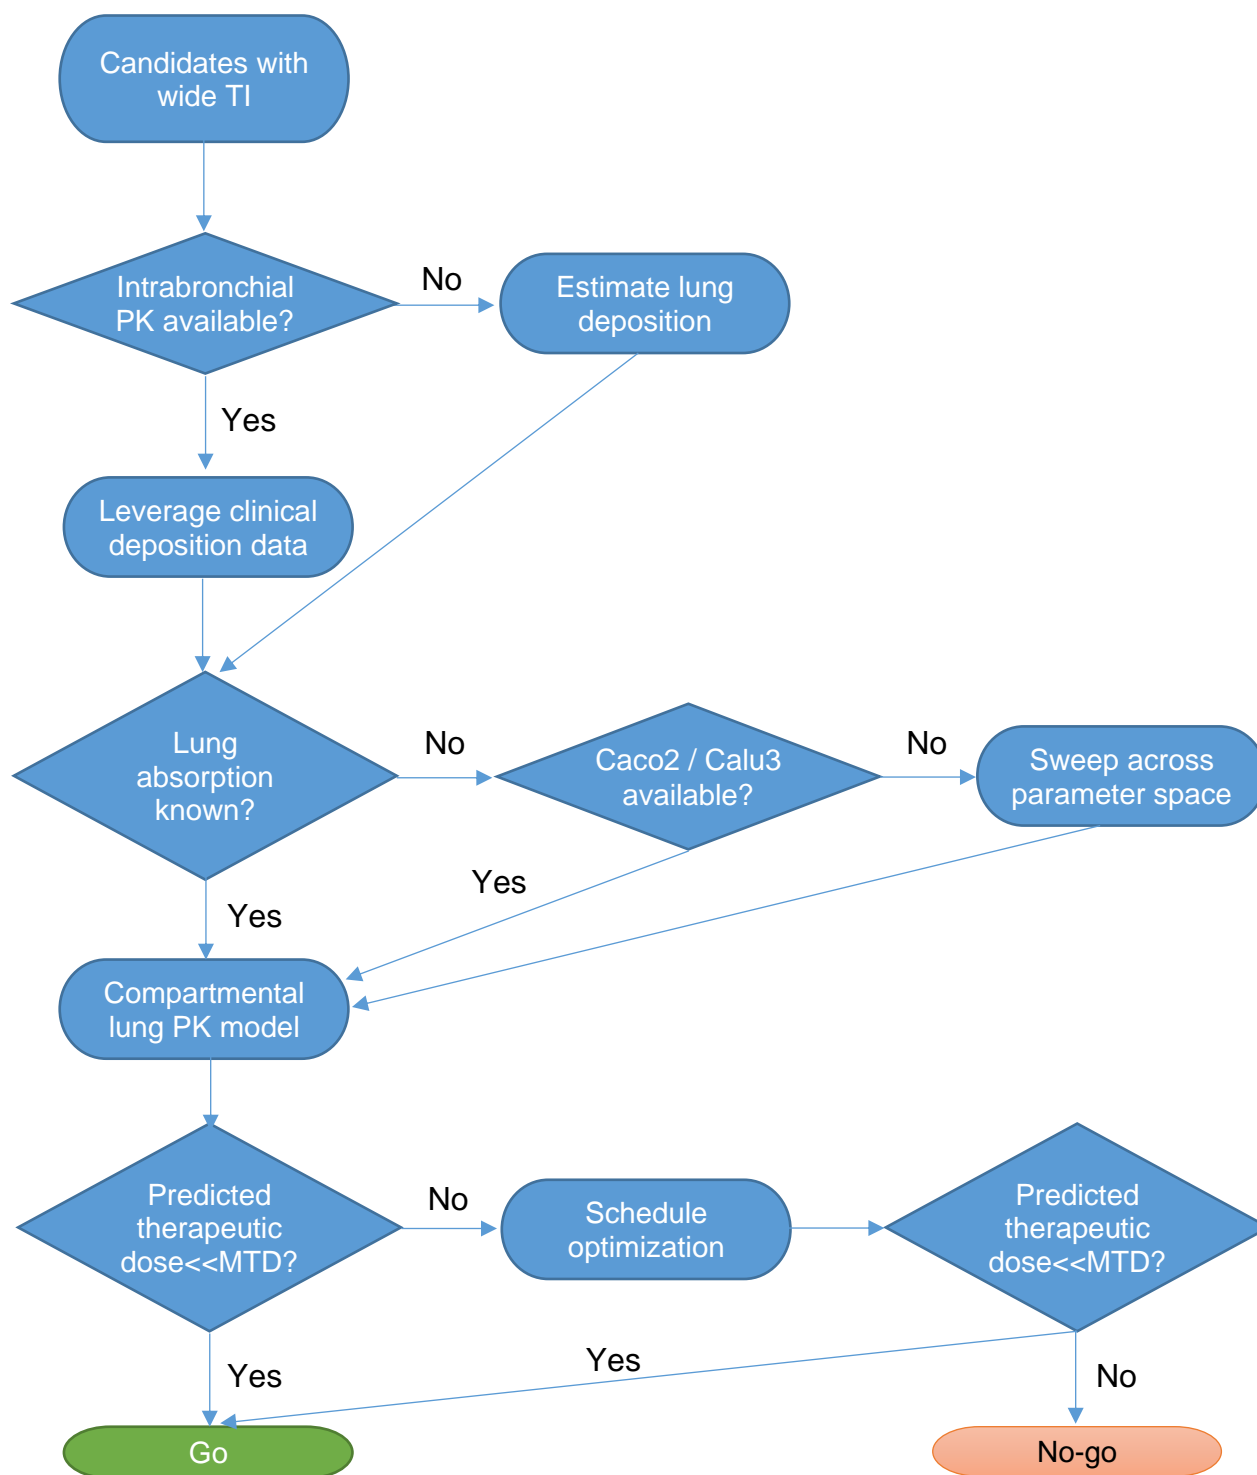 Candidates with
wide TI
Intrabronchial
PK available?
No
Estimate lung
deposition
Yes
Leverage clinical
deposition data
Lung
absorption
known?
No
Caco2 / Calu3
available?
No
Sweep across
parameter space
Yes
Yes
Compartmental
lung PK model
Predicted
therapeutic
dose<<MTD?
No
Schedule
optimization
Predicted
therapeutic
dose<<MTD?
Yes
Yes
No
Go
No-go